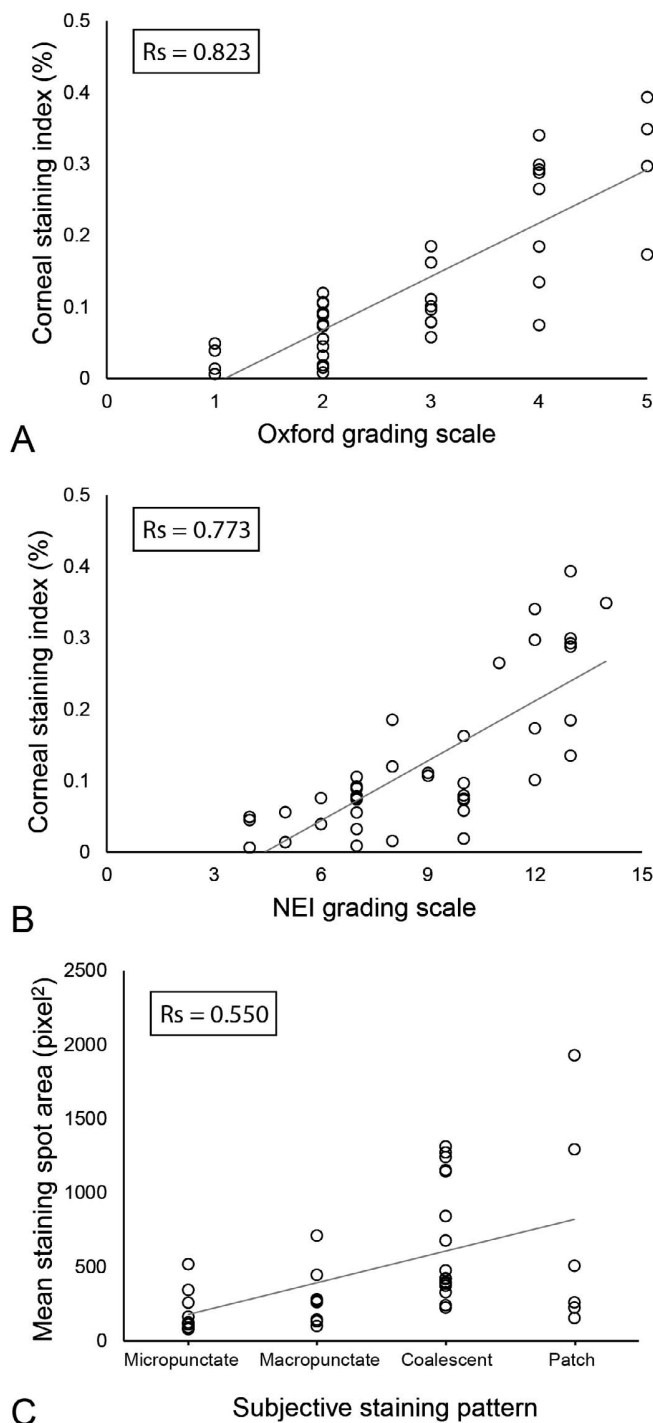 0.5
Rs = 0.823
0.4
0.3
0.2
0.1
0
Corneal staining index (%)
0 1 2 3 4 5
Oxford grading scale
A
0.5
Rs = 0.773
0.4
0.3
0.2
0.1
0
Corneal staining index (%)
0 3 6 9 12 15
NEI grading scale
B
2500
Rs = 0.550
2000
1500
1000
500
0
Mean staining spot area (pixel²)
Micropunctate Macropunctate Coalescent Patch
Subjective staining pattern
C